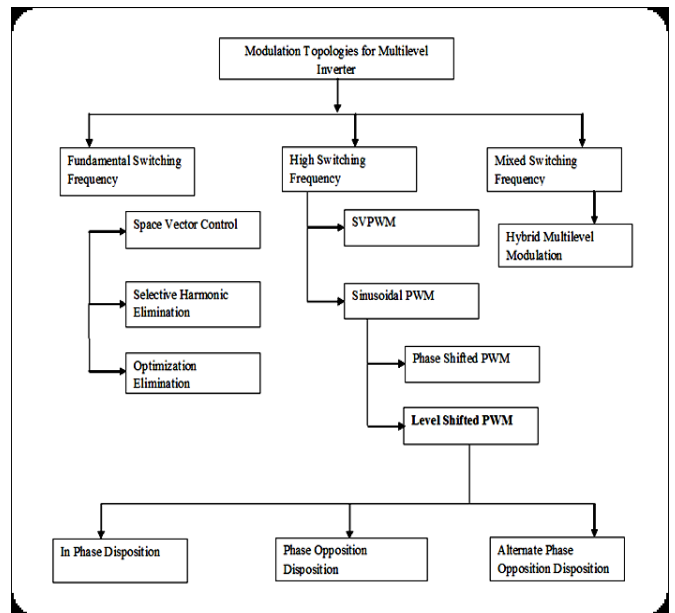 Modulation Topologies for Multilevel
Inverter
Fundamental Switching
Frequency
High Switching
Frequency
Mixed Switching
Frequency
Space Vector Control
SVPWM
Hybrid Multilevel
Modulation
Selective Harmonic
Elimination
Sinusoidal PWM
Optimization
Elimination
Phase Shifted PWM
Level Shifted PWM
In Phase Disposition
Phase Opposition
Disposition
Alternate Phase
Opposition Disposition